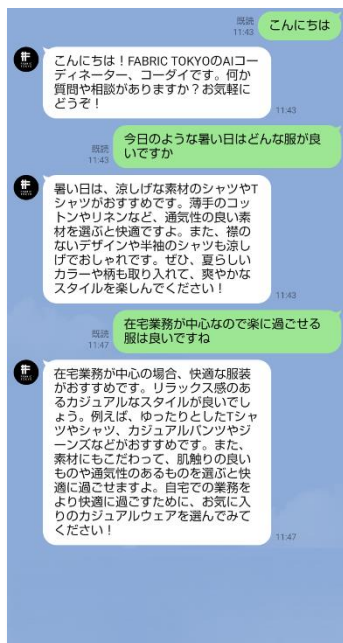 こんにちは
既読
11:43
こんにちは！FABRIC TOKYOのAIコー
ディネーター、コーダイです。何か
質問や相談がありますか？お気軽に
どうぞ！
11:43
今日のような暑い日はどんな服が良
いですか
既読
11:43
暑い日は、涼しげな素材のシャツやT
シャツがおすすめです。薄手のコッ
トンやリネンなど、通気性の良い素
材を選ぶと快適ですよ。また、襟の
ないデザインや半袖のシャツも涼し
げでおしゃれです。ぜひ、夏らしい
カラーや柄も取り入れて、爽やかな
スタイルを楽しんでください！
11:43
在宅業務が中心なので楽に過ごせる
服は良いですね
既読
11:47
在宅業務が中心の場合、快適な服装
がおすすめです。リラックス感のあ
るカジュアルなスタイルが良いでし
ょう。例えば、ゆったりとしたTシャ
ツやシャツ、カジュアルパンツやジ
ーンズなどがおすすめです。また、
素材にもこだわって、肌触りの良い
ものや通気性のあるものを選ぶと快
適に過ごせますよ。自宅での業務を
より快適に過ごすために、お気に入
りのカジュアルウェアを選んでみて
ください！
11:47